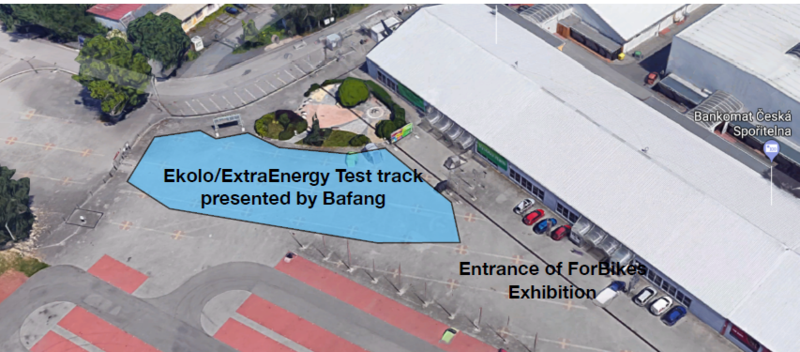 Bankomat Česká
Spořitelna
Ekolo/ExtraEnergy Test track
presented by Bafang
Entrance of ForBikes
Exhibition